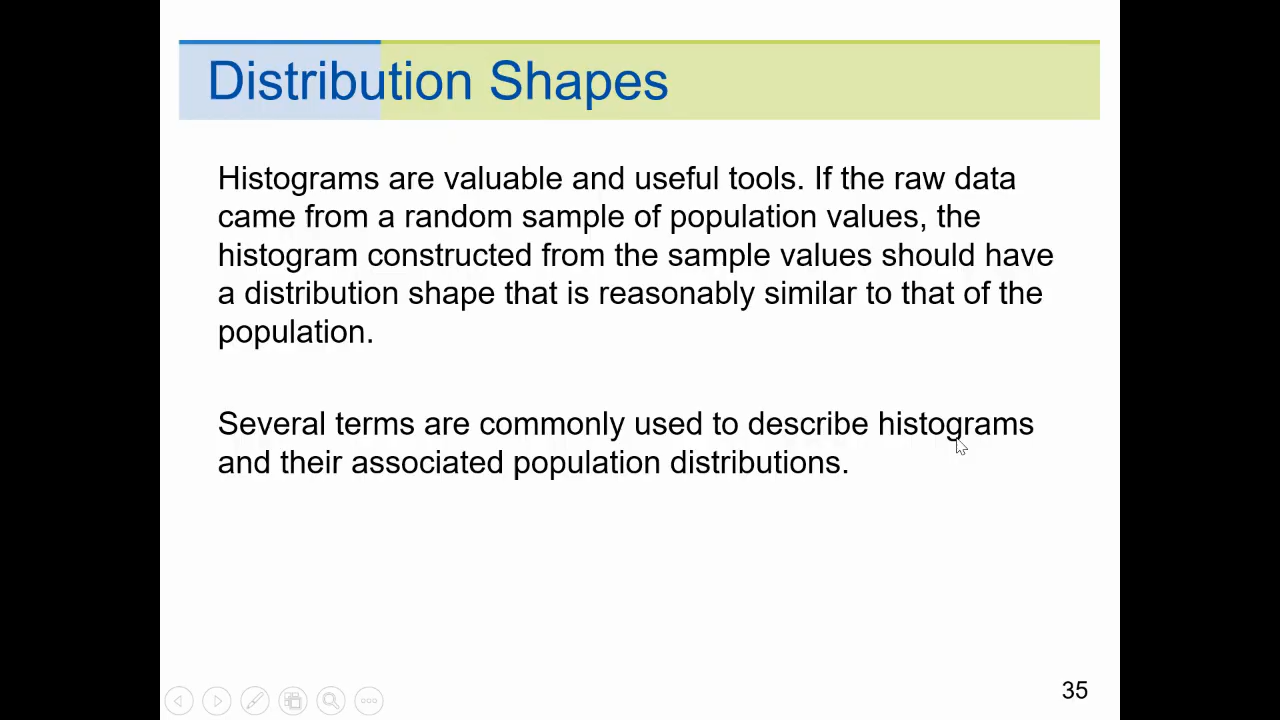 Distribution Shapes
Histograms are valuable and useful tools. If the raw data
came from a random sample of population values, the
histogram constructed from the sample values should have
a distribution shape that is reasonably similar to that of the
population.
Several terms are commonly used to describe histograms
and their associated population distributions.
35